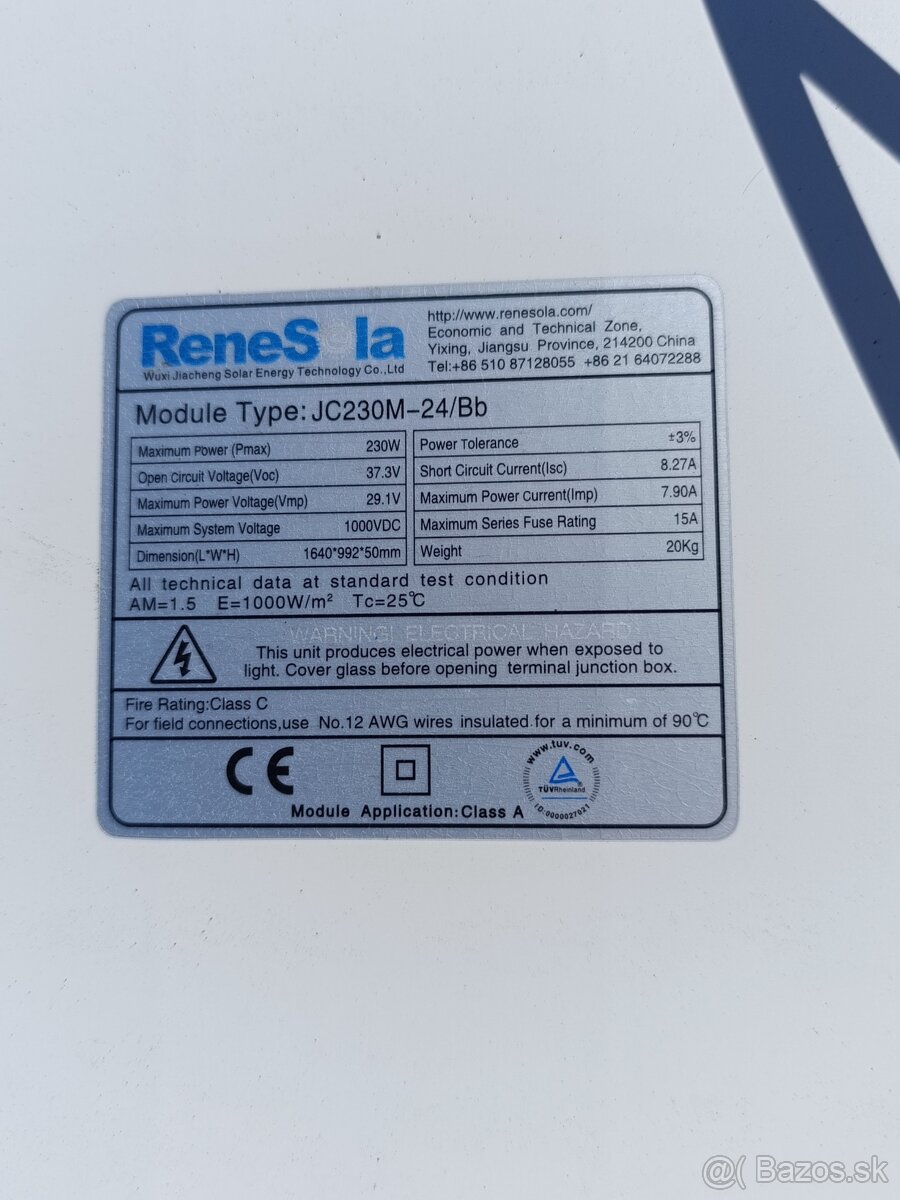 ReneSola
Wuxi Jiacheng Solar Energy Technology Co.,Ltd
http://www.renesola.com/
Economic and Technical Zone,
Yixing, Jiangsu Province, 214200 China
Tel:+86 510 87128055 +86 21 64072288
Module Type: JC230M-24/Bb
Maximum Power (Pmax) 230W
Open Circuit Voltage(Voc) 37.3V
Maximum Power Voltage(Vmp) 29.1V
Maximum System Voltage 1000VDC
Dimension(L*W*H) 1640*992*50mm
Power Tolerance ±3%
Short Circuit Current(Isc) 8.27A
Maximum Power Current(Imp) 7.90A
Maximum Series Fuse Rating 15A
Weight 20Kg
All technical data at standard test condition
AM=1.5 E=1000W/m² Tc=25℃
WARNING! ELECTRICAL HAZARD!
This unit produces electrical power when exposed to
light. Cover glass before opening terminal junction box.
Fire Rating:Class C
For field connections,use No.12 AWG wires insulated for a minimum of 90℃
CE
www.tuv.com
TÜVRheinland®
ID:0000027021
Module Application:Class A
@( Bazos.sk